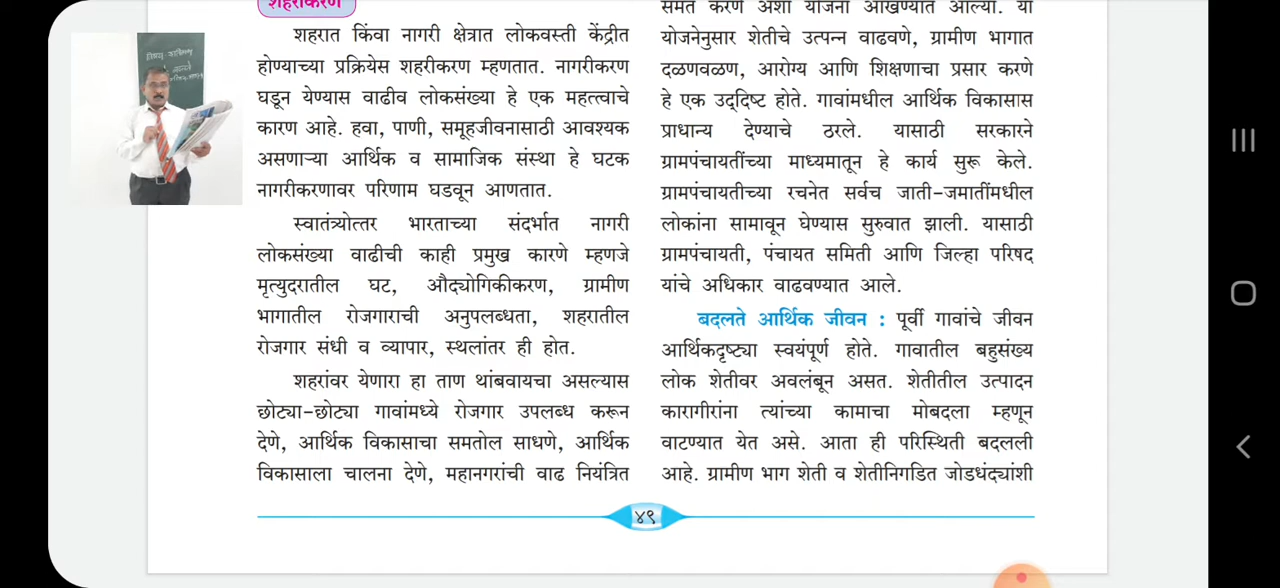 शहरीकरण
शहरात किंवा नागरी क्षेत्रात लोकवस्ती केंद्रीत
होण्याच्या प्रक्रियेस शहरीकरण म्हणतात. नागरीकरण
घडून येण्यास वाढीव लोकसंख्या हे एक महत्त्वाचे
कारण आहे. हवा, पाणी, समूहजीवनासाठी आवश्यक
असणाऱ्या आर्थिक व सामाजिक संस्था हे घटक
नागरीकरणावर परिणाम घडवून आणतात.
स्वातंत्र्योत्तर भारताच्या संदर्भात नागरी
लोकसंख्या वाढीची काही प्रमुख कारणे म्हणजे
मृत्युदरातील घट, औद्योगिकीकरण, ग्रामीण
भागातील रोजगाराची अनुपलब्धता, शहरातील
रोजगार संधी व व्यापार, स्थलांतर ही होत.
शहरांवर येणारा हा ताण थांबवायचा असल्यास
छोट्या-छोट्या गावांमध्ये रोजगार उपलब्ध करून
देणे, आर्थिक विकासाचा समतोल साधणे, आर्थिक
विकासाला चालना देणे, महानगरांची वाढ नियंत्रित
समत करणे अशी योजना आखण्यात आल्या. या
योजनेनुसार शेतीचे उत्पन्न वाढवणे, ग्रामीण भागात
दळणवळण, आरोग्य आणि शिक्षणाचा प्रसार करणे
हे एक उद्‌दिष्ट होते. गावांमधील आर्थिक विकासास
प्राधान्य देण्याचे ठरले. यासाठी सरकारने
ग्रामपंचायतींच्या माध्यमातून हे कार्य सुरू केले.
ग्रामपंचायतीच्या रचनेत सर्वच जाती-जमातींमधील
लोकांना सामावून घेण्यास सुरुवात झाली. यासाठी
ग्रामपंचायती, पंचायत समिती आणि जिल्हा परिषद
यांचे अधिकार वाढवण्यात आले.
बदलते आर्थिक जीवन : पूर्वी गावांचे जीवन
आर्थिकदृष्ट्या स्वयंपूर्ण होते. गावातील बहुसंख्य
लोक शेतीवर अवलंबून असत. शेतीतील उत्पादन
कारागीरांना त्यांच्या कामाचा मोबदला म्हणून
वाटण्यात येत असे. आता ही परिस्थिती बदलली
आहे. ग्रामीण भाग शेती व शेतीनिगडित जोडधंद्यांशी
४९